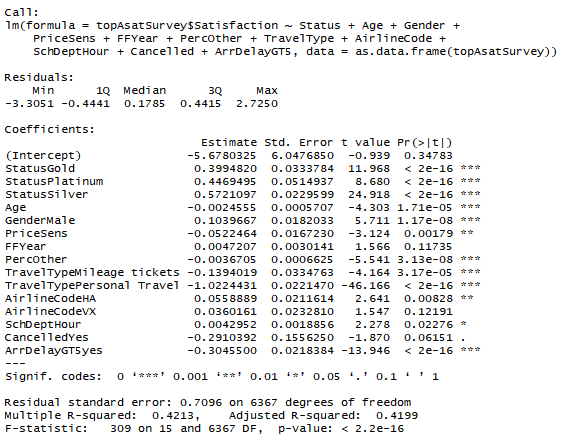 Call:
lm(formula = topAsatSurvey$Satisfaction ~ Status + Age + Gender +
    PriceSens + FFYear + PercOther + TravelType + AirlineCode +
    SchDeptHour + Cancelled + ArrDelayGT5, data = as.data.frame(topAsatSurvey))
Residuals:
    Min      1Q  Median      3Q     Max
-3.3051 -0.4441  0.1785  0.4415  2.7250
Coefficients:
                            Estimate Std. Error t value Pr(>|t|)
(Intercept)               -5.6780325  6.0476850  -0.939  0.34783
StatusGold                 0.3994820  0.0333784  11.968  < 2e-16 ***
StatusPlatinum             0.4469495  0.0514937   8.680  < 2e-16 ***
StatusSilver               0.5721097  0.0229599  24.918  < 2e-16 ***
Age                       -0.0024555  0.0005707  -4.303 1.71e-05 ***
GenderMale                 0.1039667  0.0182033   5.711 1.17e-08 ***
PriceSens                 -0.0522464  0.0167230  -3.124  0.00179 **
FFYear                     0.0047207  0.0030141   1.566  0.11735
PercOther                 -0.0036705  0.0006625  -5.541 3.13e-08 ***
TravelTypeMileage tickets -0.1394019  0.0334763  -4.164 3.17e-05 ***
TravelTypePersonal Travel -1.0224431  0.0221470 -46.166  < 2e-16 ***
AirlineCodeHA              0.0558889  0.0211614   2.641  0.00828 **
AirlineCodeVX              0.0360161  0.0232810   1.547  0.12191
SchDeptHour                0.0042952  0.0018856   2.278  0.02276 *
CancelledYes              -0.2910392  0.1556250  -1.870  0.06151 .
ArrDelayGT5yes            -0.3045500  0.0218384 -13.946  < 2e-16 ***
---
Signif. codes:  0 ‘***’ 0.001 ‘**’ 0.01 ‘*’ 0.05 ‘.’ 0.1 ‘ ’ 1
Residual standard error: 0.7096 on 6367 degrees of freedom
Multiple R-squared:  0.4213,    Adjusted R-squared:  0.4199
F-statistic:   309 on 15 and 6367 DF,  p-value: < 2.2e-16